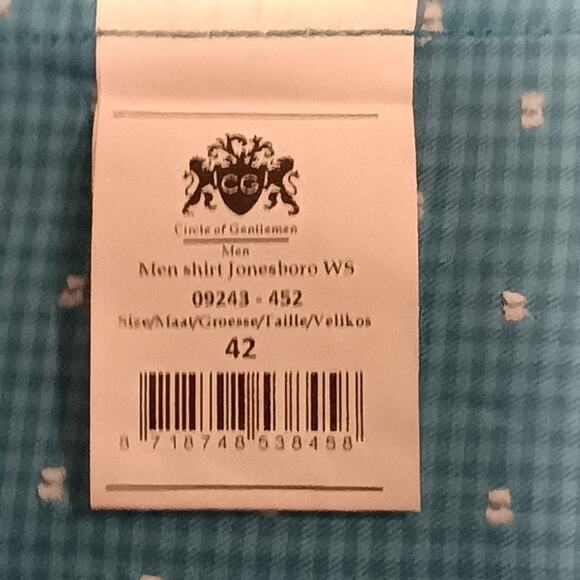 CG
Circle of Gentlemen
Men
Men shirt Jonesboro WS
09243 - 452
Size/Maat/Groesse/Taille/Velikos
42
8 718748 538458